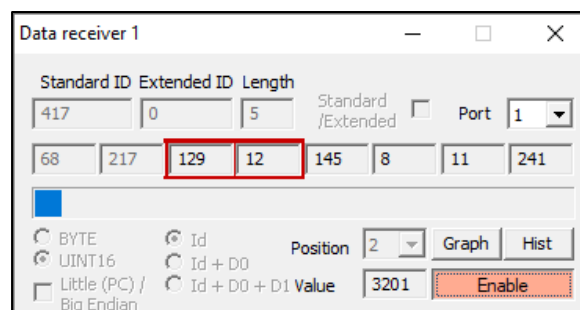 Data receiver 1
Standard ID Extended ID Length
417 0 5 Standard /Extended Port 1
68 217 129 12 145 8 11 241
BYTE Id
UINT16 Id + D0 Position 2 Graph Hist
Little (PC) / Id + D0 + D1 Value 3201 Enable
Big Endian